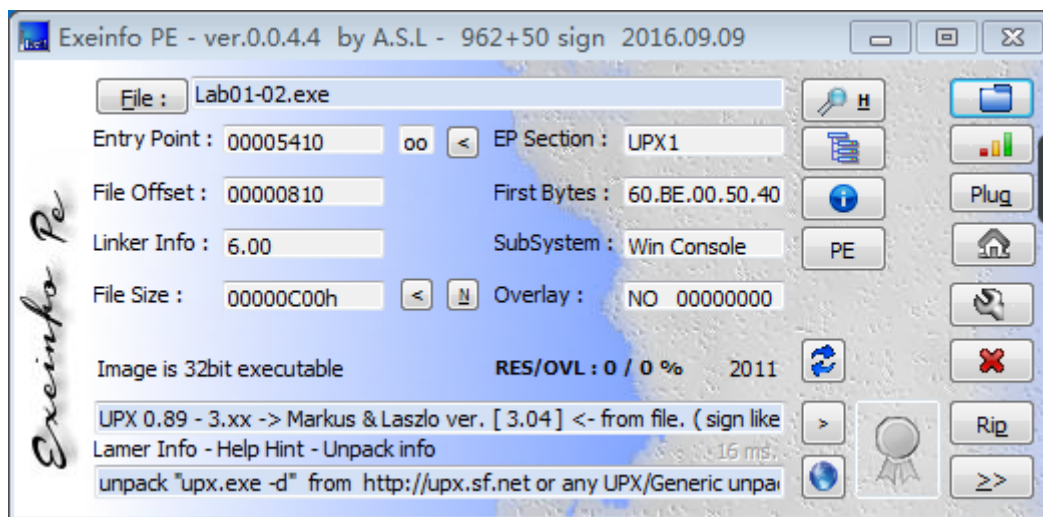 Exeinfo PE - ver.0.0.4.4 by A.S.L - 962+50 sign 2016.09.09
File : Lab01-02.exe H
Entry Point : 00005410 oo < EP Section : UPX1
File Offset : 00000810 First Bytes : 60.BE.00.50.40 Plug
Linker Info : 6.00 SubSystem : Win Console PE
File Size : 00000C00h < N Overlay : NO 00000000
Image is 32bit executable RES/OVL : 0 / 0 % 2011
UPX 0.89 - 3.xx -> Markus & Laszlo ver. [ 3.04 ] <- from file. ( sign like > Rip
Lamer Info - Help Hint - Unpack info 16 ms.
unpack "upx.exe -d" from http://upx.sf.net or any UPX/Generic unpa >>
Exeinfo Pe